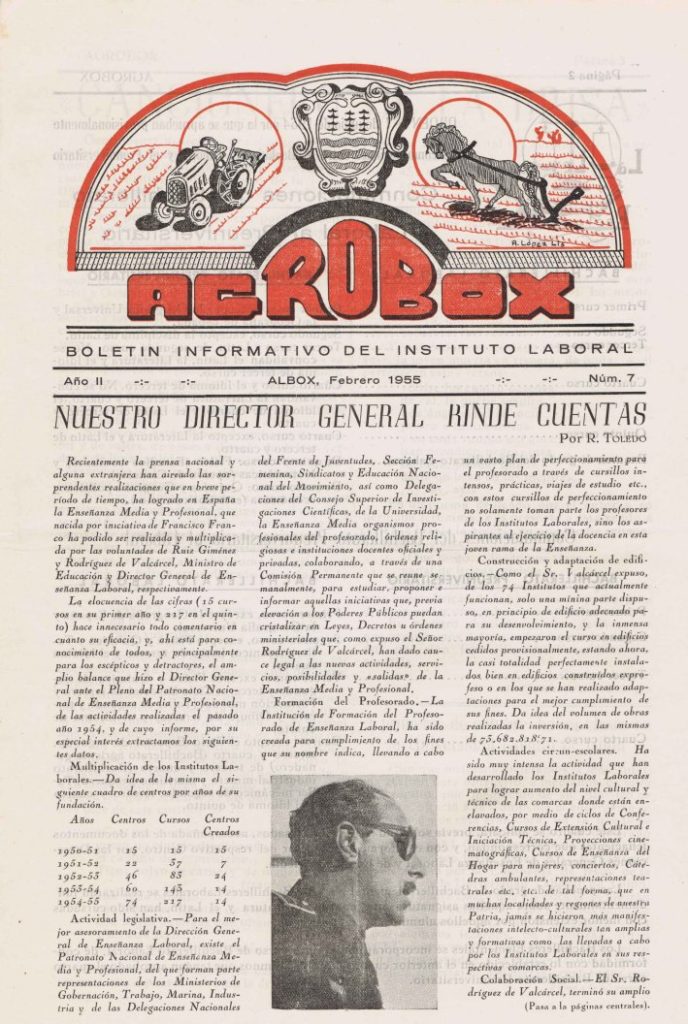 A. López Lts
AGROBOX
BOLETIN INFORMATIVO DEL INSTITUTO LABORAL
Año II -:- -:- ALBOX, Febrero 1955 -:- -:- Núm. 7
NUESTRO DIRECTOR GENERAL RINDE CUENTAS
Por R. TOLEDO
Recientemente la prensa nacional y
alguna extranjera han aireado las sor-
prendentes realizaciones que en breve pe-
ríodo de tiempo, ha logrado en España
la Enseñanza Media y Profesional, que
nacida por iniciativa de Francisco Fran-
co ha podido ser realizada y multiplica-
da por las voluntades de Ruiz Giménez
y Rodríguez de Valcárcel, Ministro de
Educación y Director General de En-
señanza Laboral, respectivamente.
La elocuencia de las cifras (15 cur-
sos en su primer año y 217 en el quin-
to) hace innecesario todo comentario en
cuanto su eficacia, y, ahí está para co-
nocimiento de todos, y principalmente
para los escépticos y detractores, el am-
plio balance que hizo el Director Gene-
ral ante el Pleno del Patronato Nacio-
nal de Enseñanza Media y Profesional,
de las actividades realizadas el pasado
año 1954, y de cuyo informe, por su
especial interés extractamos los siguien-
tes datos.
Multiplicación de los Institutos La-
borales.—Da idea de la misma el si-
guiente cuadro de centros por años de su
fundación.
Años Centros Cursos Centros
Creados
1950-51 15 15 15
1951-52 22 37 7
1952-53 46 83 24
1953-54 60 143 14
1954-55 74 217 14
Actividad legislativa.—Para el me-
jor asesoramiento de la Dirección Gene-
ral de Enseñanza Laboral, existe el
Patronato Nacional de Enseñanza Me-
dia y Profesional, del que forman parte
representaciones de los Ministerios de
Gobernación, Trabajo, Marina, Indus-
tria y de las Delegaciones Nacionales
del Frente de Juventudes, Sección Fe-
menina, Sindicatos y Educación Nacio-
nal del Movimiento, así como Delega-
ciones del Consejo Superior de Investi-
gaciones Científicas, de la Universidad,
la Enseñanza Media organismos pro-
fesionales del profesorado, órdenes reli-
giosas e instituciones docentes oficiales y
privadas, colaborando, a través de una
Comisión Permanente que se reune se-
manalmente, para estudiar, proponer e
informar aquellas iniciativas que, previa
elevación a los Poderes Públicos puedan
cristalizar en Leyes, Decretos u órdenes
ministeriales que, como expuso el Señor
Rodríguez de Valcárcel, han dado cau-
ce legal a las nuevas actividades, servi-
cios, posibilidades y «salidas» de la
Enseñanza Media y Profesional.
Formación del Profesorado.—La
Institución de Formación del Profeso-
rado de Enseñanza Laboral, ha sido
creada para cumplimiento de los fines
que su nombre indica, llevando a cabo
un vasto plan de perfeccionamiento para
el profesorado a través de cursillos in-
tensos, prácticas, viajes de estudio etc.,
con estos cursillos de perfeccionamiento
no solamente toman parte los profesores
de los Institutos Laborales, sino los as-
pirantes al ejercicio de la docencia en esta
joven rama de la Enseñanza.
Construcción y adaptación de edifi-
cios.—Como el Sr. Valcárcel expuso,
de los 74 Institutos que actualmente
funcionan, solo una mínima parte dispu-
so, en principio de edificio adecuado pa-
ra su desenvolvimiento, y la inmensa
mayoría, empezaron el curso en edificios
cedidos provisionalmente, estando ahora,
la casi totalidad perfectamente instala-
dos bien en edificios construídos expro-
feso o en los que se han realizado adap-
taciones para el mejor cumplimiento de
sus fines. Da idea del volumen de obras
realizadas la inversión, en las mismas
de 73,682.818'71.
Actividades circun-escolares. Ha
sido muy intensa la actividad que han
desarrollado los Institutos Laborales
para lograr aumento del nivel cultural y
técnico de las comarcas donde están en-
clavados, por medio de ciclos de Con-
ferencias, Cursos de Extensión Cultural e
Iniciación Técnica, Proyecciones cine-
matográficas, Cursos de Enseñanza del
Hogar para mujeres, conciertos, Cáte-
dras ambulantes, representaciones tea-
trales etc, etc. de tal forma, que en
muchas localidades y regiones de nuestra
Patria, jamás se hicieron más manifes-
taciones intelecto-culturales tan amplias
y formativas como las llevadas a cabo
por los Institutos Laborales en sus res-
pectivas comarcas.
Colaboración Social.—El Sr. Ro-
dríguez de Valcárcel, terminó su amplio
(Pasa a la páginas centrales).